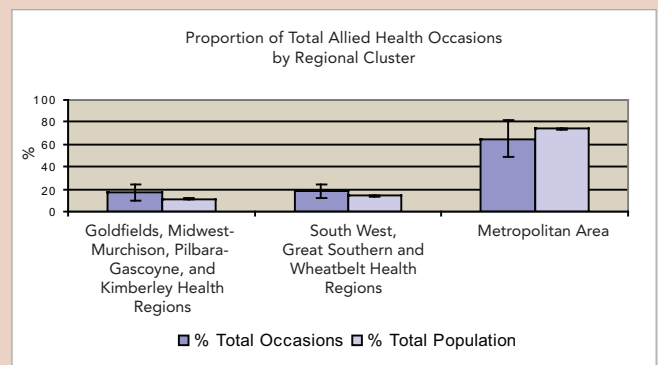 Proportion of Total Allied Health Occasions
by Regional Cluster
100
80
60
40
20
0
%
Goldfields, Midwest-
Murchison, Pilbara-
Gascoyne, and
Kimberley Health
Regions
South West,
Great Southern and
Wheatbelt Health
Regions
Metropolitan Area
% Total Occasions % Total Population